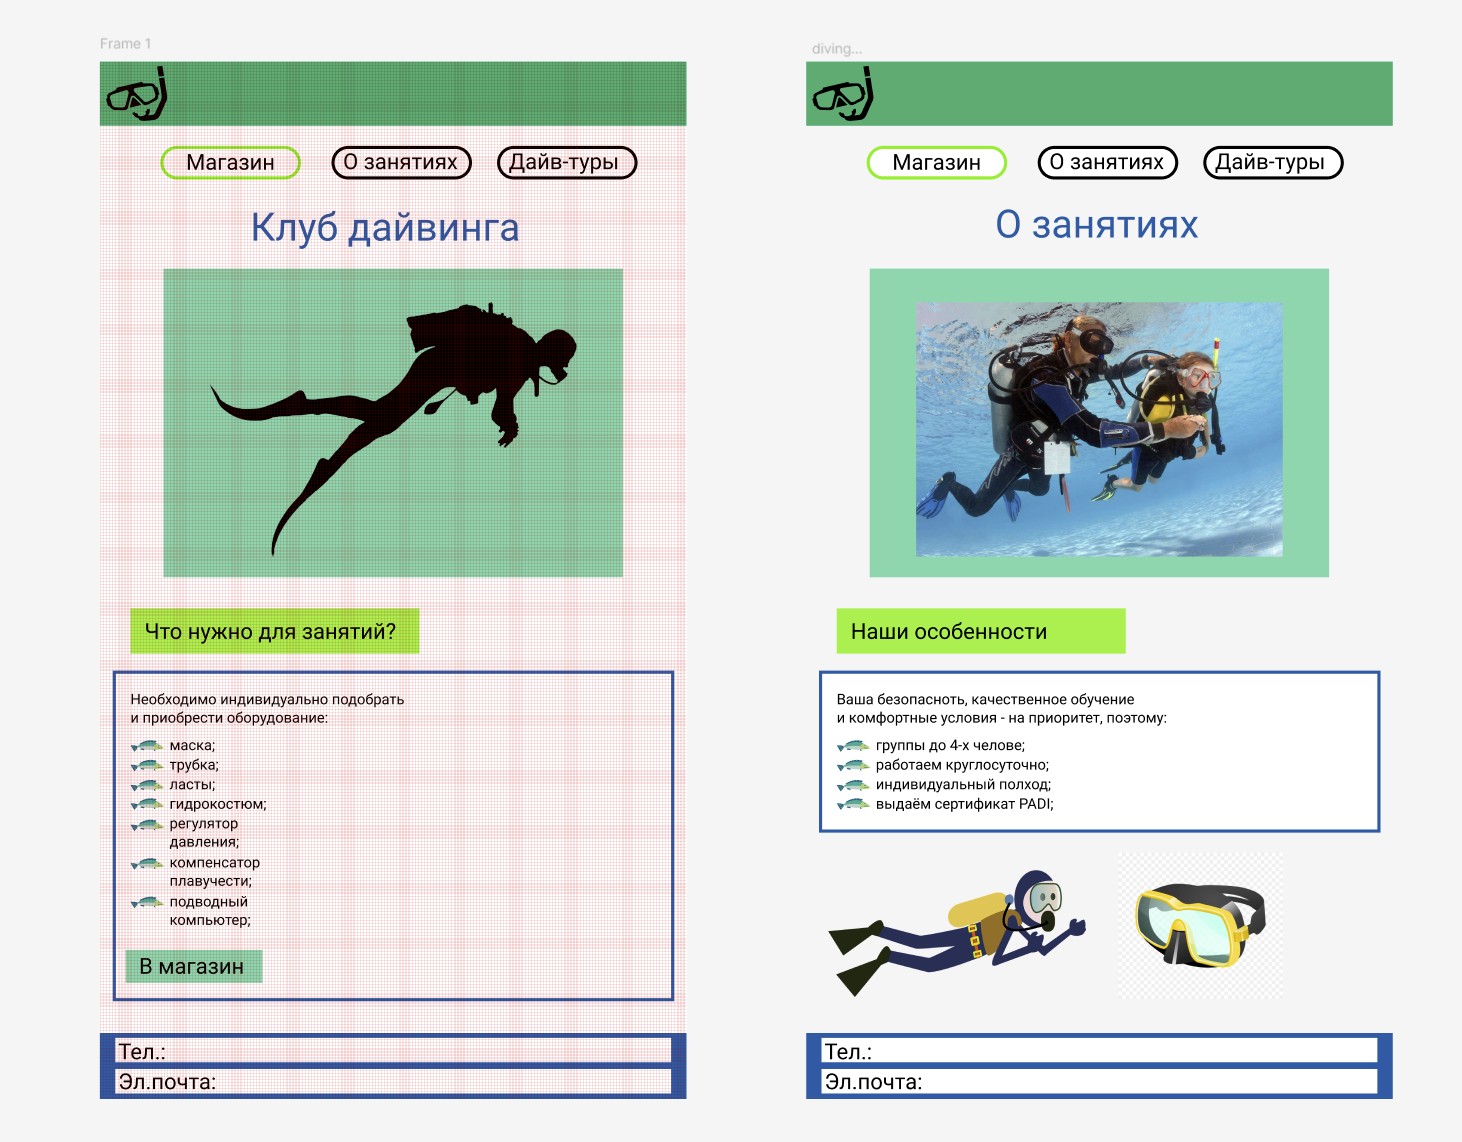 Frame 1
Магазин
О занятиях
Дайв-туры
Клуб дайвинга
Что нужно для занятий?
Необходимо индивидуально подобрать
и приобрести оборудование:
маска;
трубка;
ласты;
гидрокостюм;
регулятор
давления;
компенсатор
плавучести;
подводный
компьютер;
В магазин
Тел.:
Эл.почта:
diving...
Магазин
О занятиях
Дайв-туры
О занятиях
Наши особенности
Ваша безопасноть, качественное обучение
и комфортные условия - на приоритет, поэтому:
группы до 4-х челове;
работаем круглосуточно;
индивидуальный полход;
выдаём сертификат PADI;
Тел.:
Эл.почта: